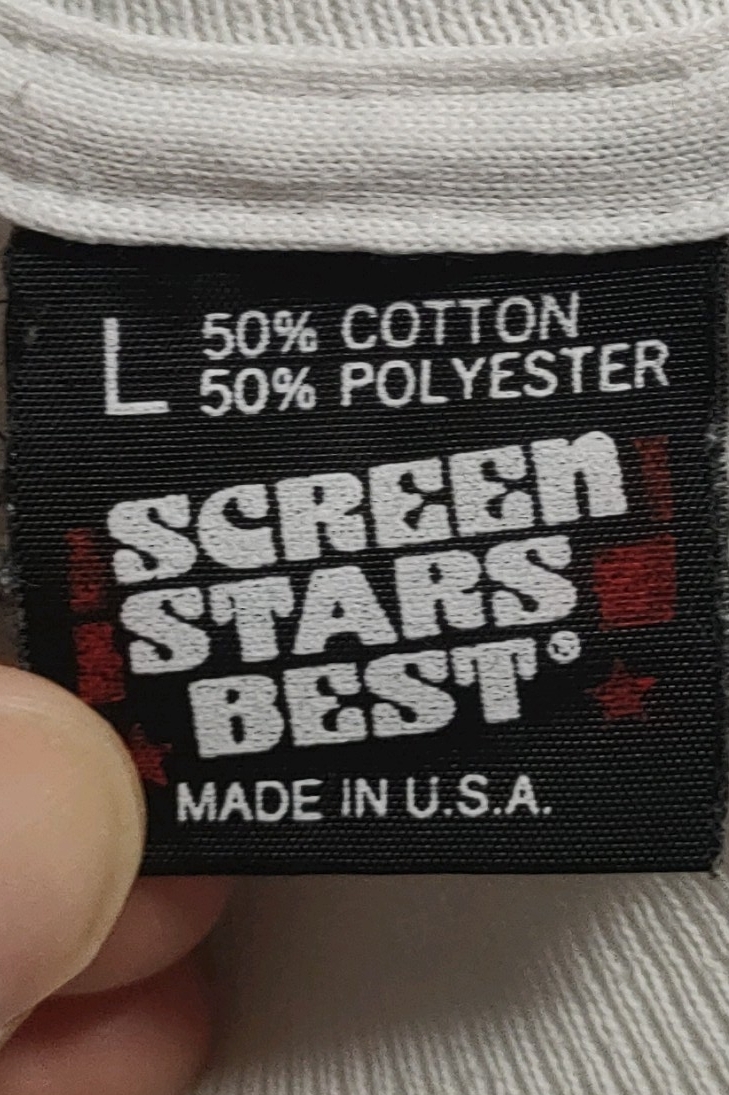 L 50% COTTON
50% POLYESTER
SCREEN
STARS
BEST®
MADE IN U.S.A.